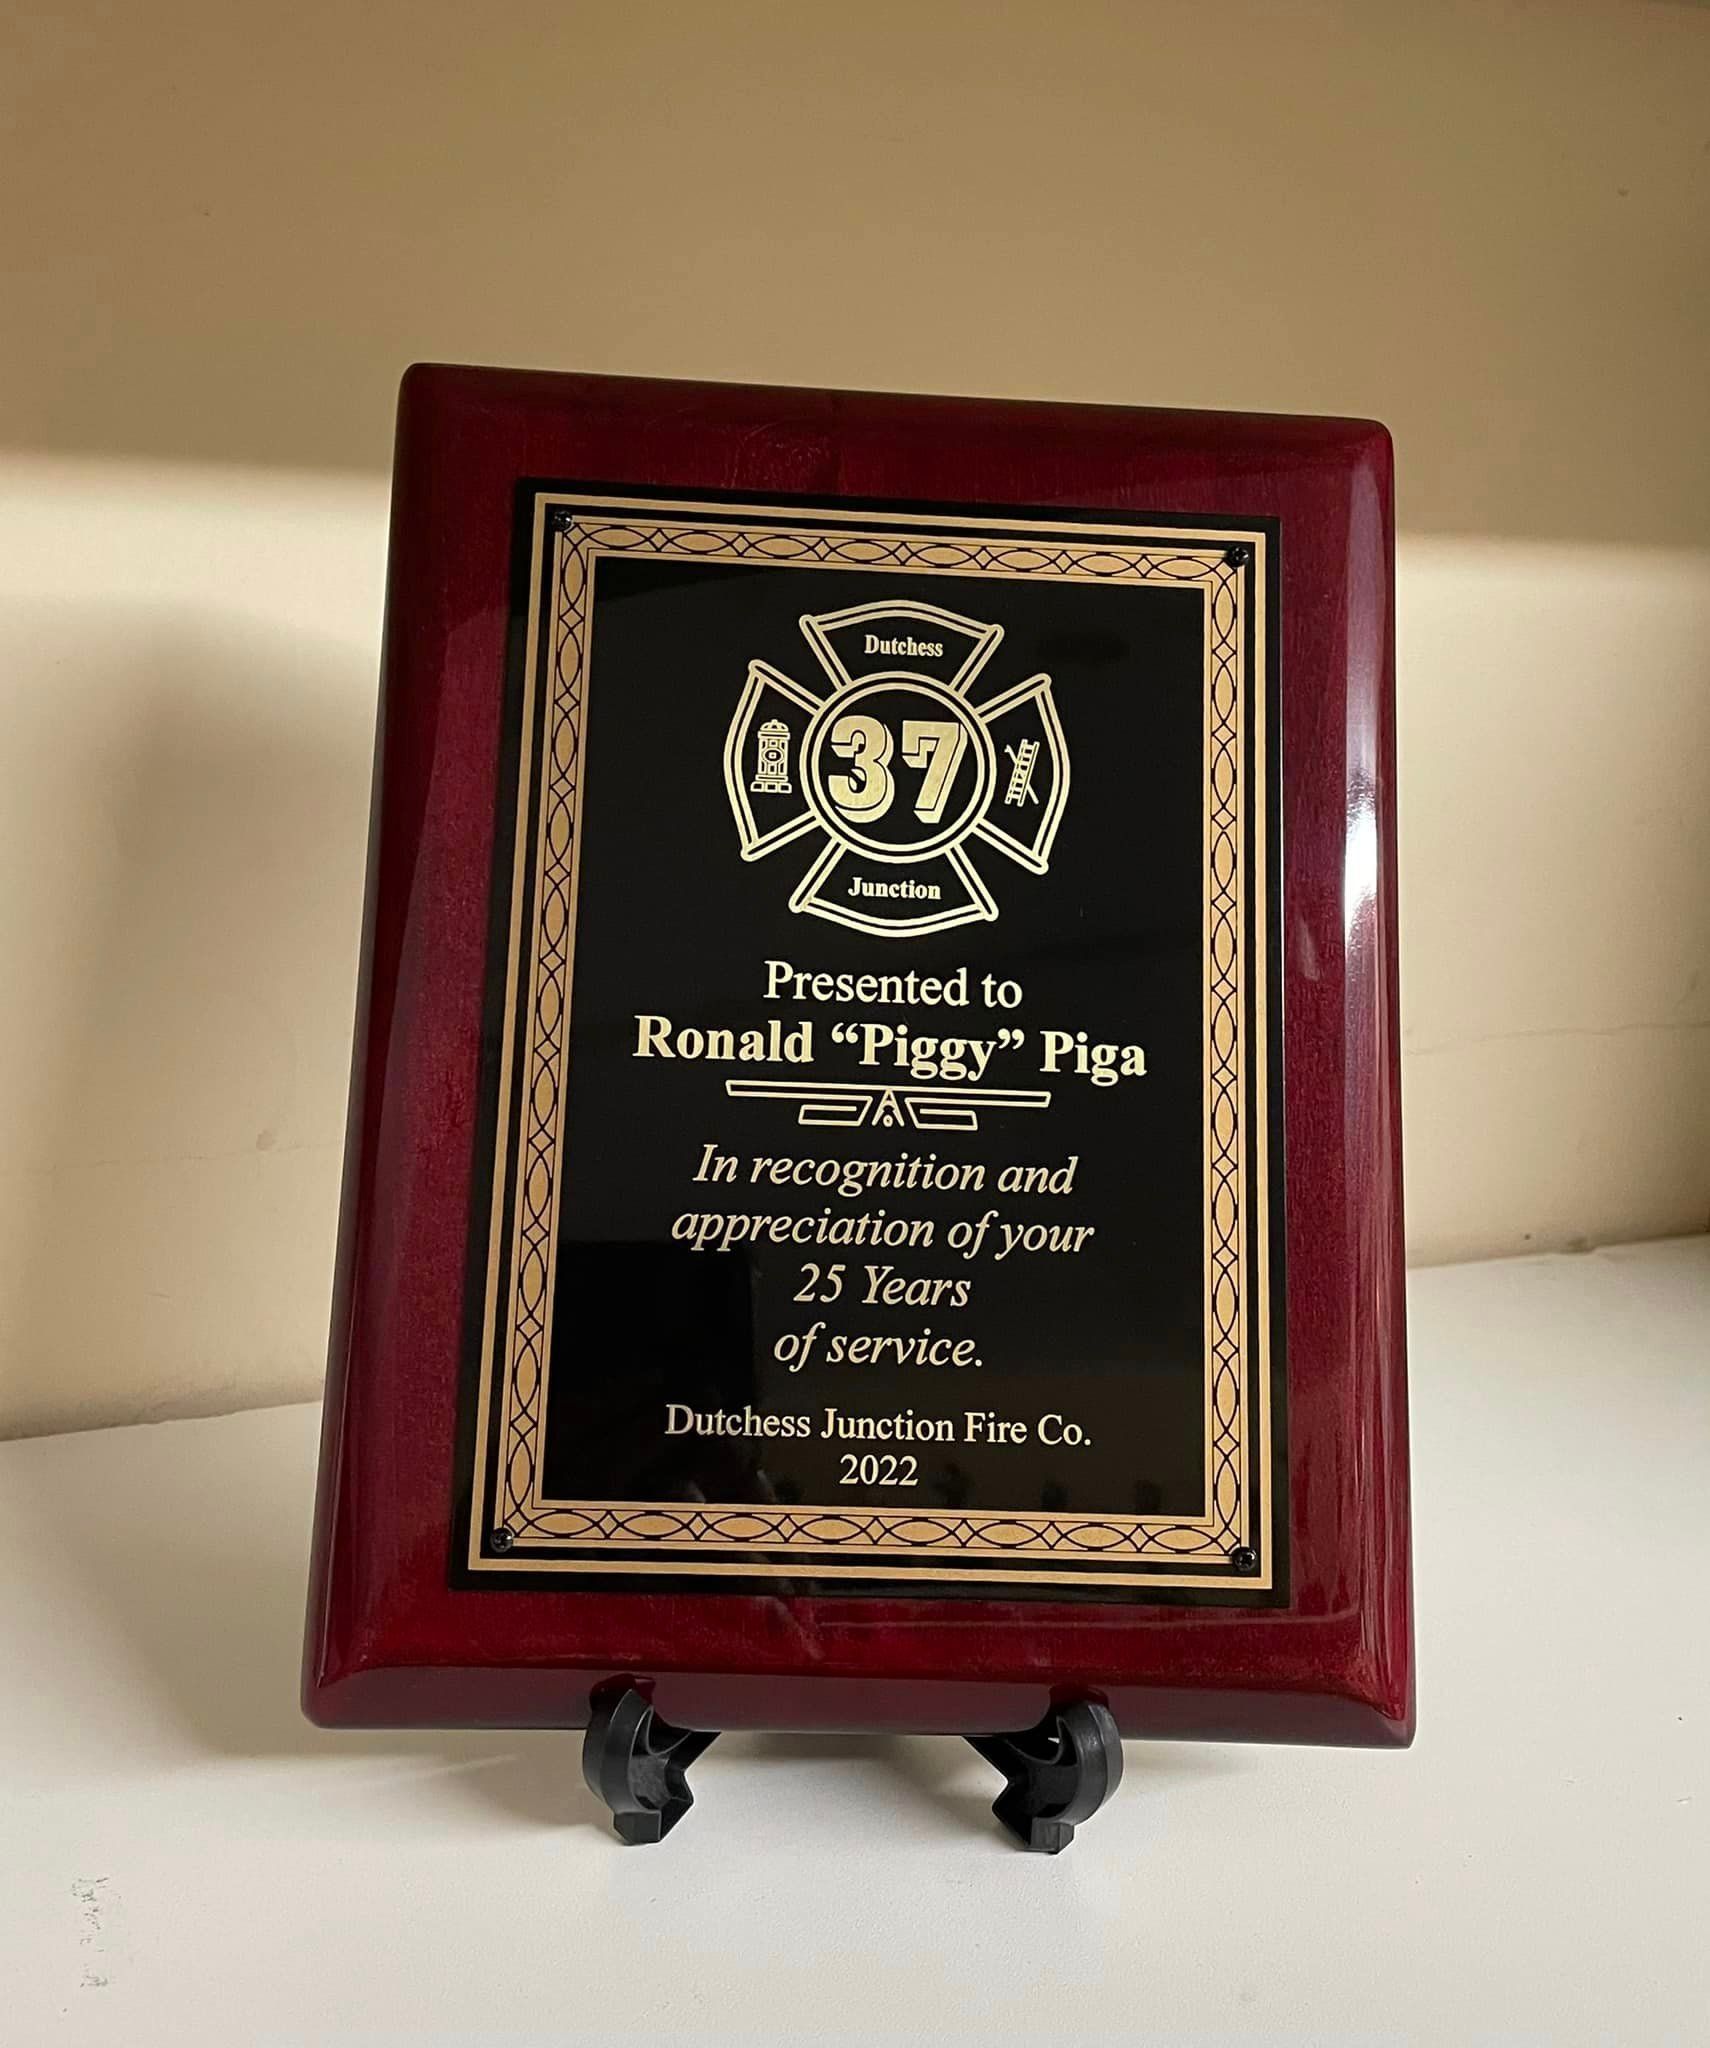 Dutchess
37
Junction
Presented to
Ronald “Piggy” Piga
In recognition and
appreciation of your
25 Years
of service.
Dutchess Junction Fire Co.
2022